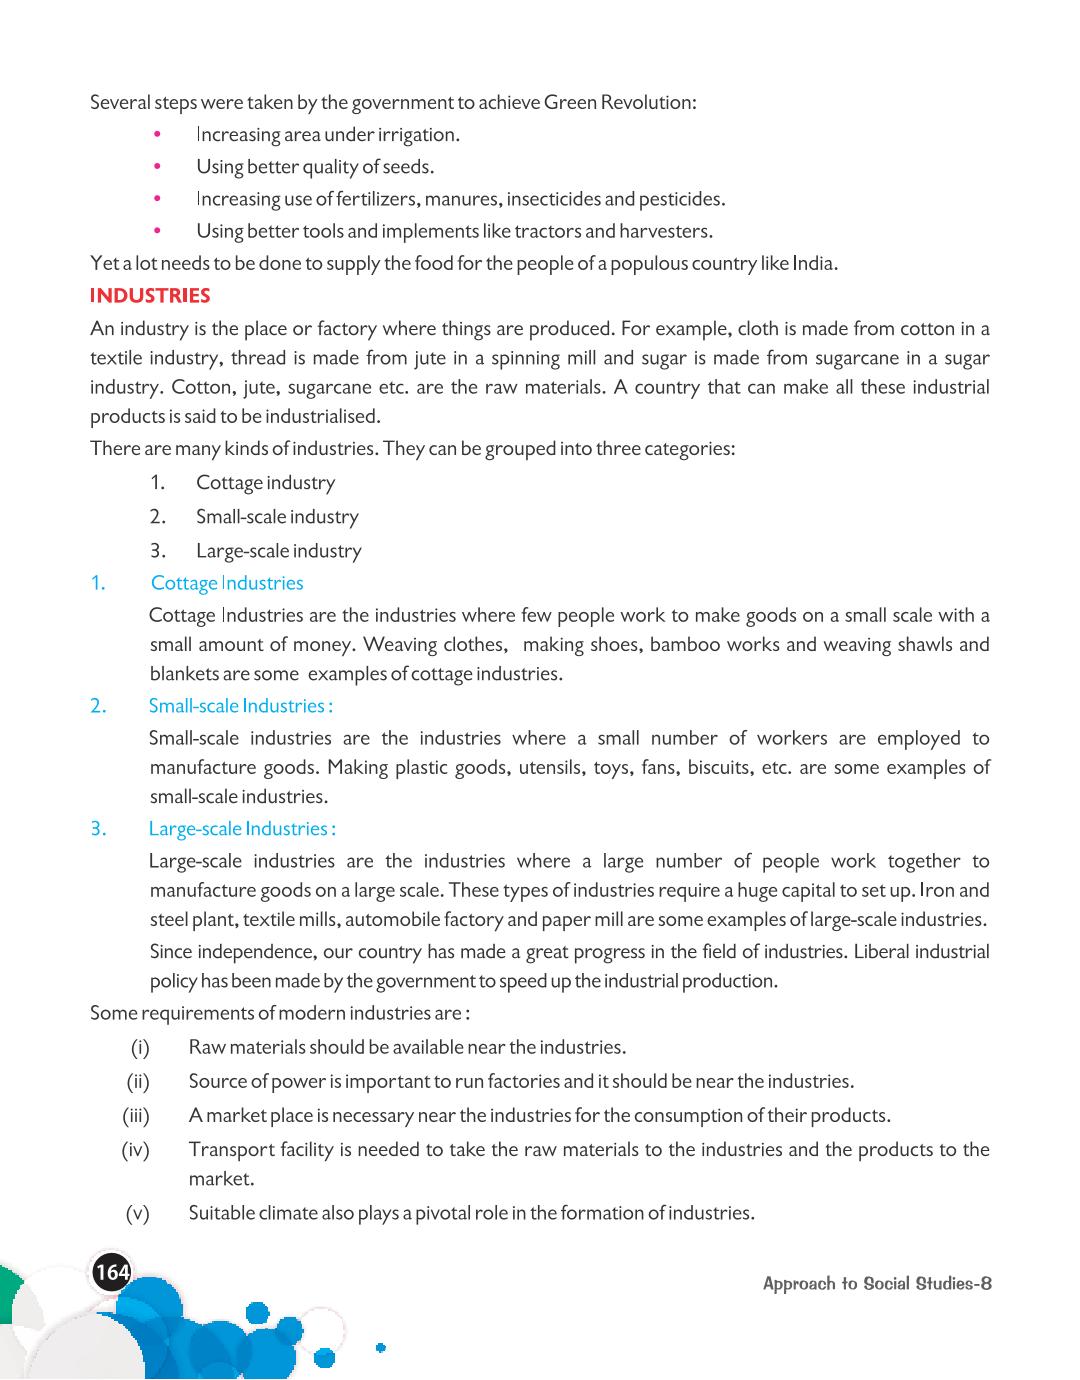 Several steps were taken by the government to achieve Green Revolution:
• Increasing area under irrigation.
• Using better quality of seeds.
• Increasing use of fertilizers, manures, insecticides and pesticides.
• Using better tools and implements like tractors and harvesters.
Yet a lot needs to be done to supply the food for the people of a populous country like India.
INDUSTRIES
An industry is the place or factory where things are produced. For example, cloth is made from cotton in a
textile industry, thread is made from jute in a spinning mill and sugar is made from sugarcane in a sugar
industry. Cotton, jute, sugarcane etc. are the raw materials. A country that can make all these industrial
products is said to be industrialised.
There are many kinds of industries. They can be grouped into three categories:
1. Cottage industry
2. Small-scale industry
3. Large-scale industry
1. Cottage Industries
Cottage Industries are the industries where few people work to make goods on a small scale with a
small amount of money. Weaving clothes, making shoes, bamboo works and weaving shawls and
blankets are some examples of cottage industries.
2. Small-scale Industries :
Small-scale industries are the industries where a small number of workers are employed to
manufacture goods. Making plastic goods, utensils, toys, fans, biscuits, etc. are some examples of
small-scale industries.
3. Large-scale Industries :
Large-scale industries are the industries where a large number of people work together to
manufacture goods on a large scale. These types of industries require a huge capital to set up. Iron and
steel plant, textile mills, automobile factory and paper mill are some examples of large-scale industries.
Since independence, our country has made a great progress in the field of industries. Liberal industrial
policy has been made by the government to speed up the industrial production.
Some requirements of modern industries are :
(i) Raw materials should be available near the industries.
(ii) Source of power is important to run factories and it should be near the industries.
(iii) A market place is necessary near the industries for the consumption of their products.
(iv) Transport facility is needed to take the raw materials to the industries and the products to the
market.
(v) Suitable climate also plays a pivotal role in the formation of industries.
164
Approach to Social Studies-8